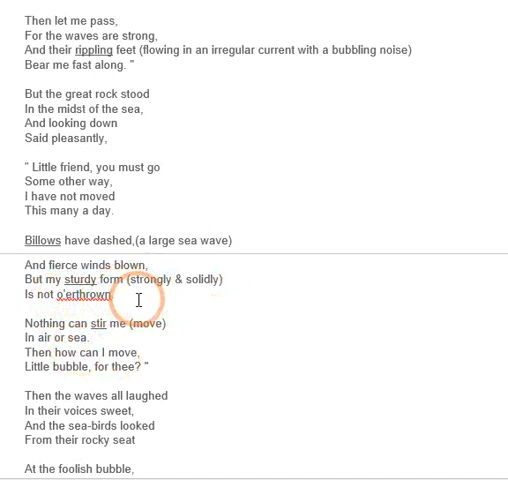 Then let me pass,
For the waves are strong,
And their rippling feet (flowing in an irregular current with a bubbling noise)
Bear me fast along. "
But the great rock stood
In the midst of the sea,
And looking down
Said pleasantly,
" Little friend, you must go
Some other way,
I have not moved
This many a day.
Billows have dashed,(a large sea wave)
And fierce winds blown,
But my sturdy form (strongly & solidly)
Is not o'erthrown.
Nothing can stir me (move)
In air or sea.
Then how can I move,
Little bubble, for thee? "
Then the waves all laughed
In their voices sweet,
And the sea-birds looked
From their rocky seat
At the foolish bubble,